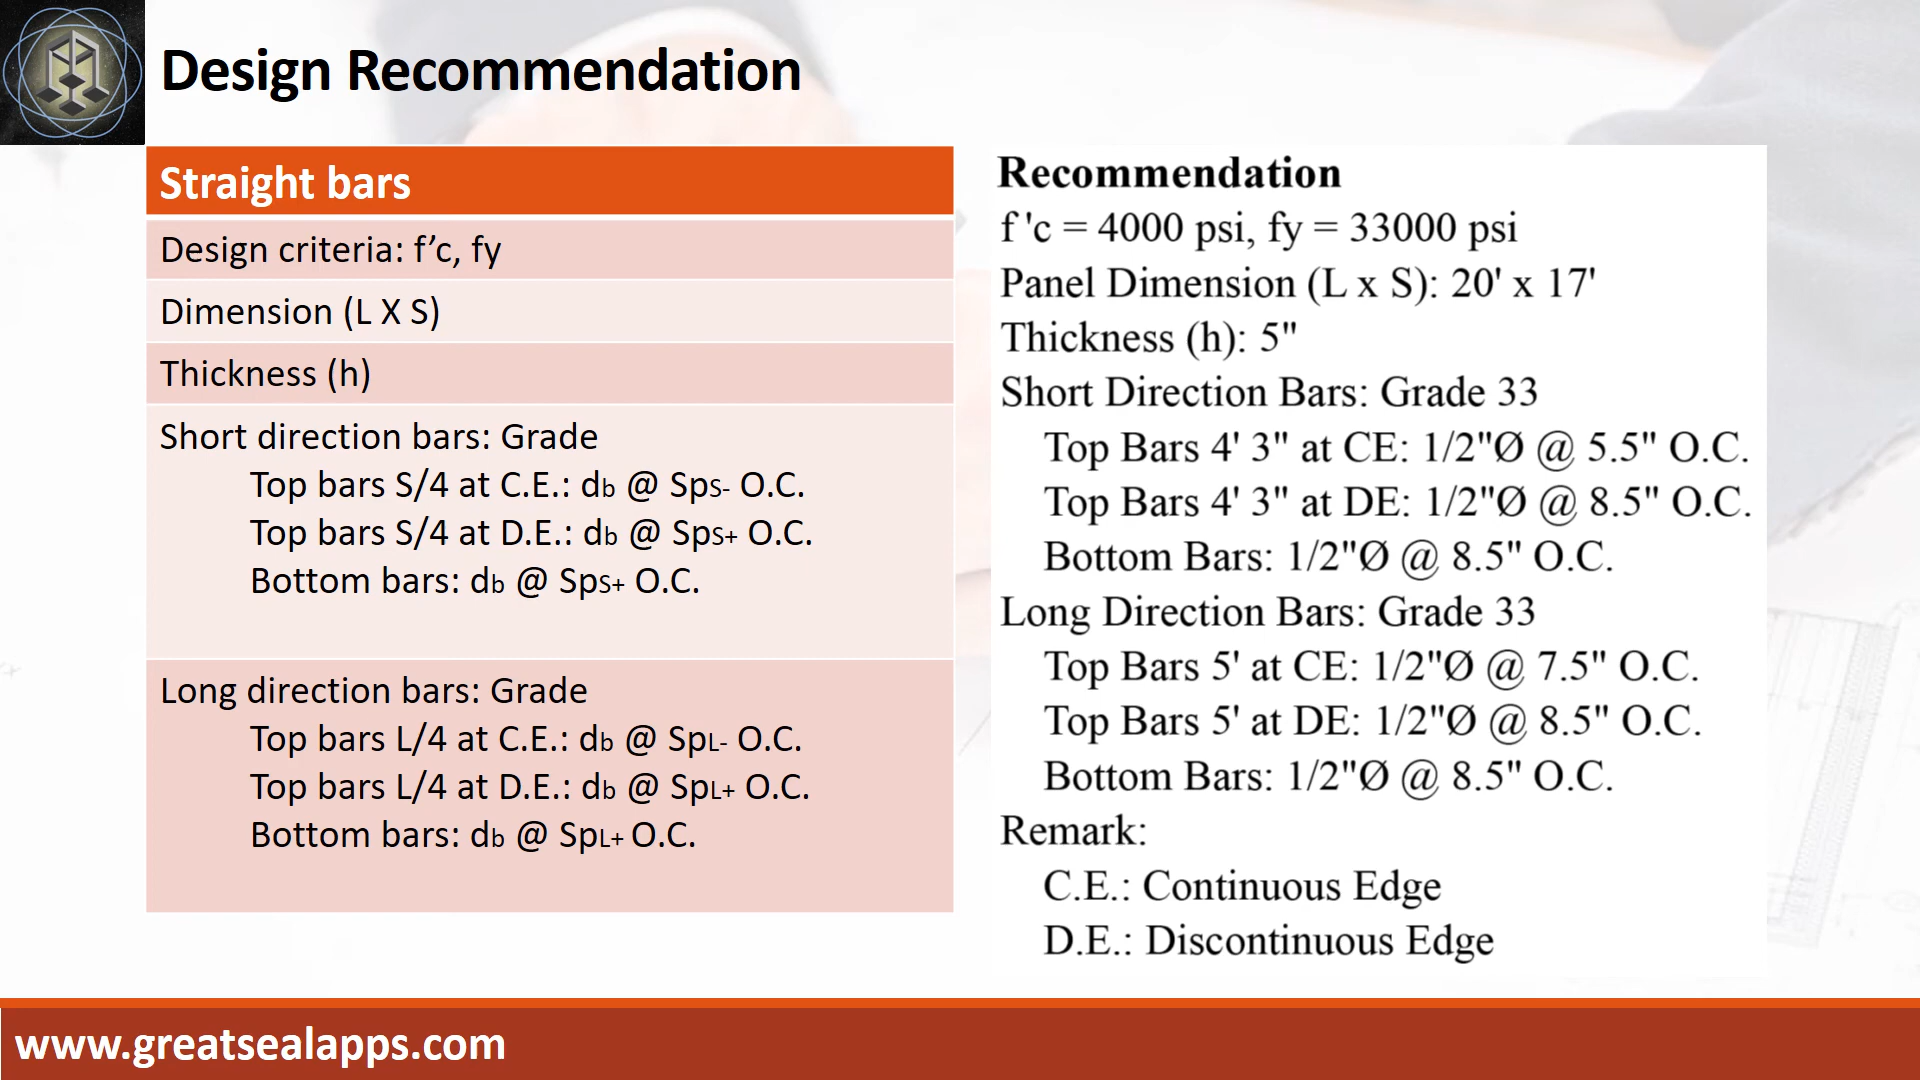 Design Recommendation
Straight bars
Design criteria: f’c, fy
Dimension (L X S)
Thickness (h)
Short direction bars: Grade
Top bars S/4 at C.E.: db @ SpS- O.C.
Top bars S/4 at D.E.: db @ SpS+ O.C.
Bottom bars: db @ SpS+ O.C.
Long direction bars: Grade
Top bars L/4 at C.E.: db @ SpL- O.C.
Top bars L/4 at D.E.: db @ SpL+ O.C.
Bottom bars: db @ SpL+ O.C.
Recommendation
f 'c = 4000 psi, fy = 33000 psi
Panel Dimension (L x S): 20' x 17'
Thickness (h): 5"
Short Direction Bars: Grade 33
Top Bars 4' 3" at CE: 1/2"Ø @ 5.5" O.C.
Top Bars 4' 3" at DE: 1/2"Ø @ 8.5" O.C.
Bottom Bars: 1/2"Ø @ 8.5" O.C.
Long Direction Bars: Grade 33
Top Bars 5' at CE: 1/2"Ø @ 7.5" O.C.
Top Bars 5' at DE: 1/2"Ø @ 8.5" O.C.
Bottom Bars: 1/2"Ø @ 8.5" O.C.
Remark:
C.E.: Continuous Edge
D.E.: Discontinuous Edge
www.greatsealapps.com